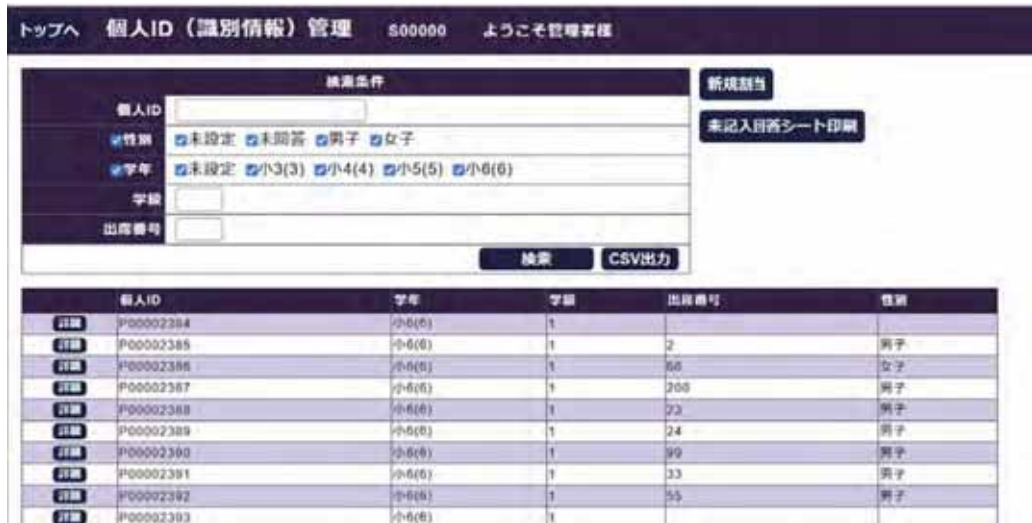 トップへ 個人ID（識別情報）管理 S00000 ようこそ管理者様
検索条件
新規割当
個人ID
未記入回答シート印刷
性別 未設定 未回答 男子 女子
学年 未設定 小3(3) 小4(4) 小5(5) 小6(6)
学級
出席番号
検索 CSV出力
個人ID 学年 学級 出席番号 性別
詳細 P00002384 小6(6) 1
詳細 P00002385 小6(6) 1 2 男子
詳細 P00002386 小6(6) 1 女子
詳細 P00002387 小6(6) 1 200 男子
詳細 P00002388 小6(6) 1 23 男子
詳細 P00002389 小6(6) 1 24 男子
詳細 P00002390 小6(6) 1 99 男子
詳細 P00002391 小6(6) 1 33 男子
詳細 P00002392 小6(6) 1 55 男子
詳細 P00002393 小6(6) 1